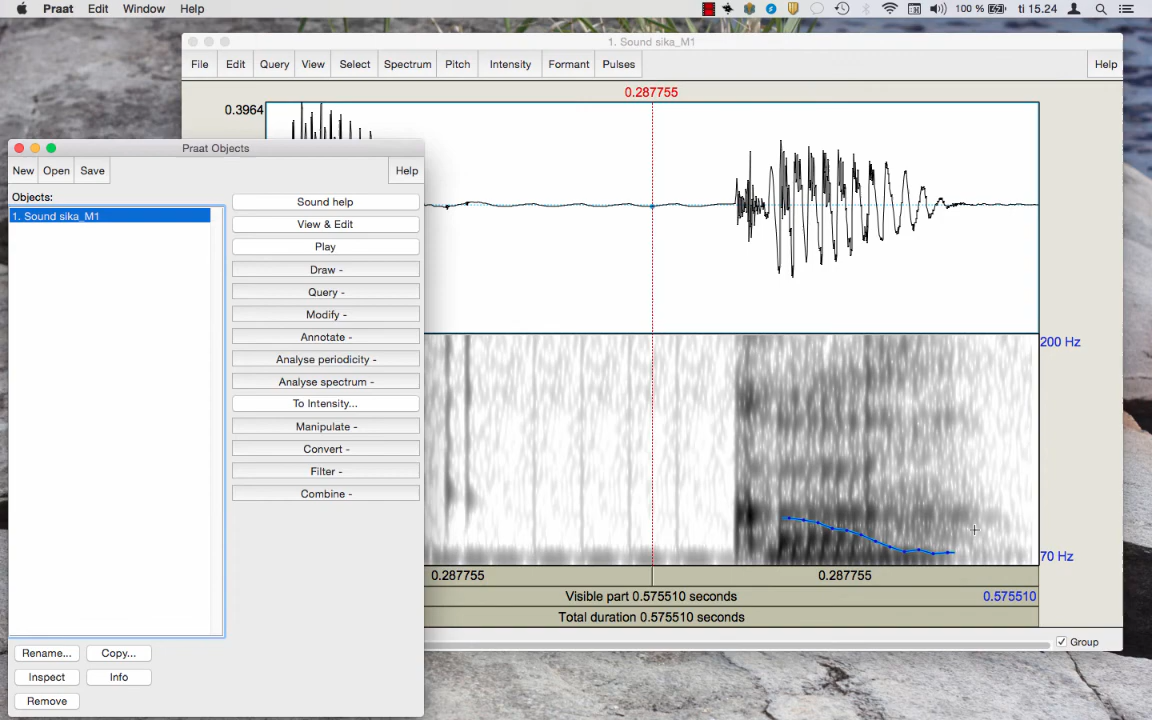 Praat Edit Window Help 100 % ti 15.24
1. Sound sika_M1
File Edit Query View Select Spectrum Pitch Intensity Formant Pulses Help
0.287755
0.3964
Praat Objects
New Open Save Help
Objects:
1. Sound sika_M1
Sound help
View & Edit
Play
Draw -
Query -
Modify -
Annotate -
Analyse periodicity -
Analyse spectrum -
To Intensity...
Manipulate -
Convert -
Filter -
Combine -
Rename... Copy...
Inspect Info
Remove
200 Hz
70 Hz
0.287755 0.287755
Visible part 0.575510 seconds 0.575510
Total duration 0.575510 seconds
Group